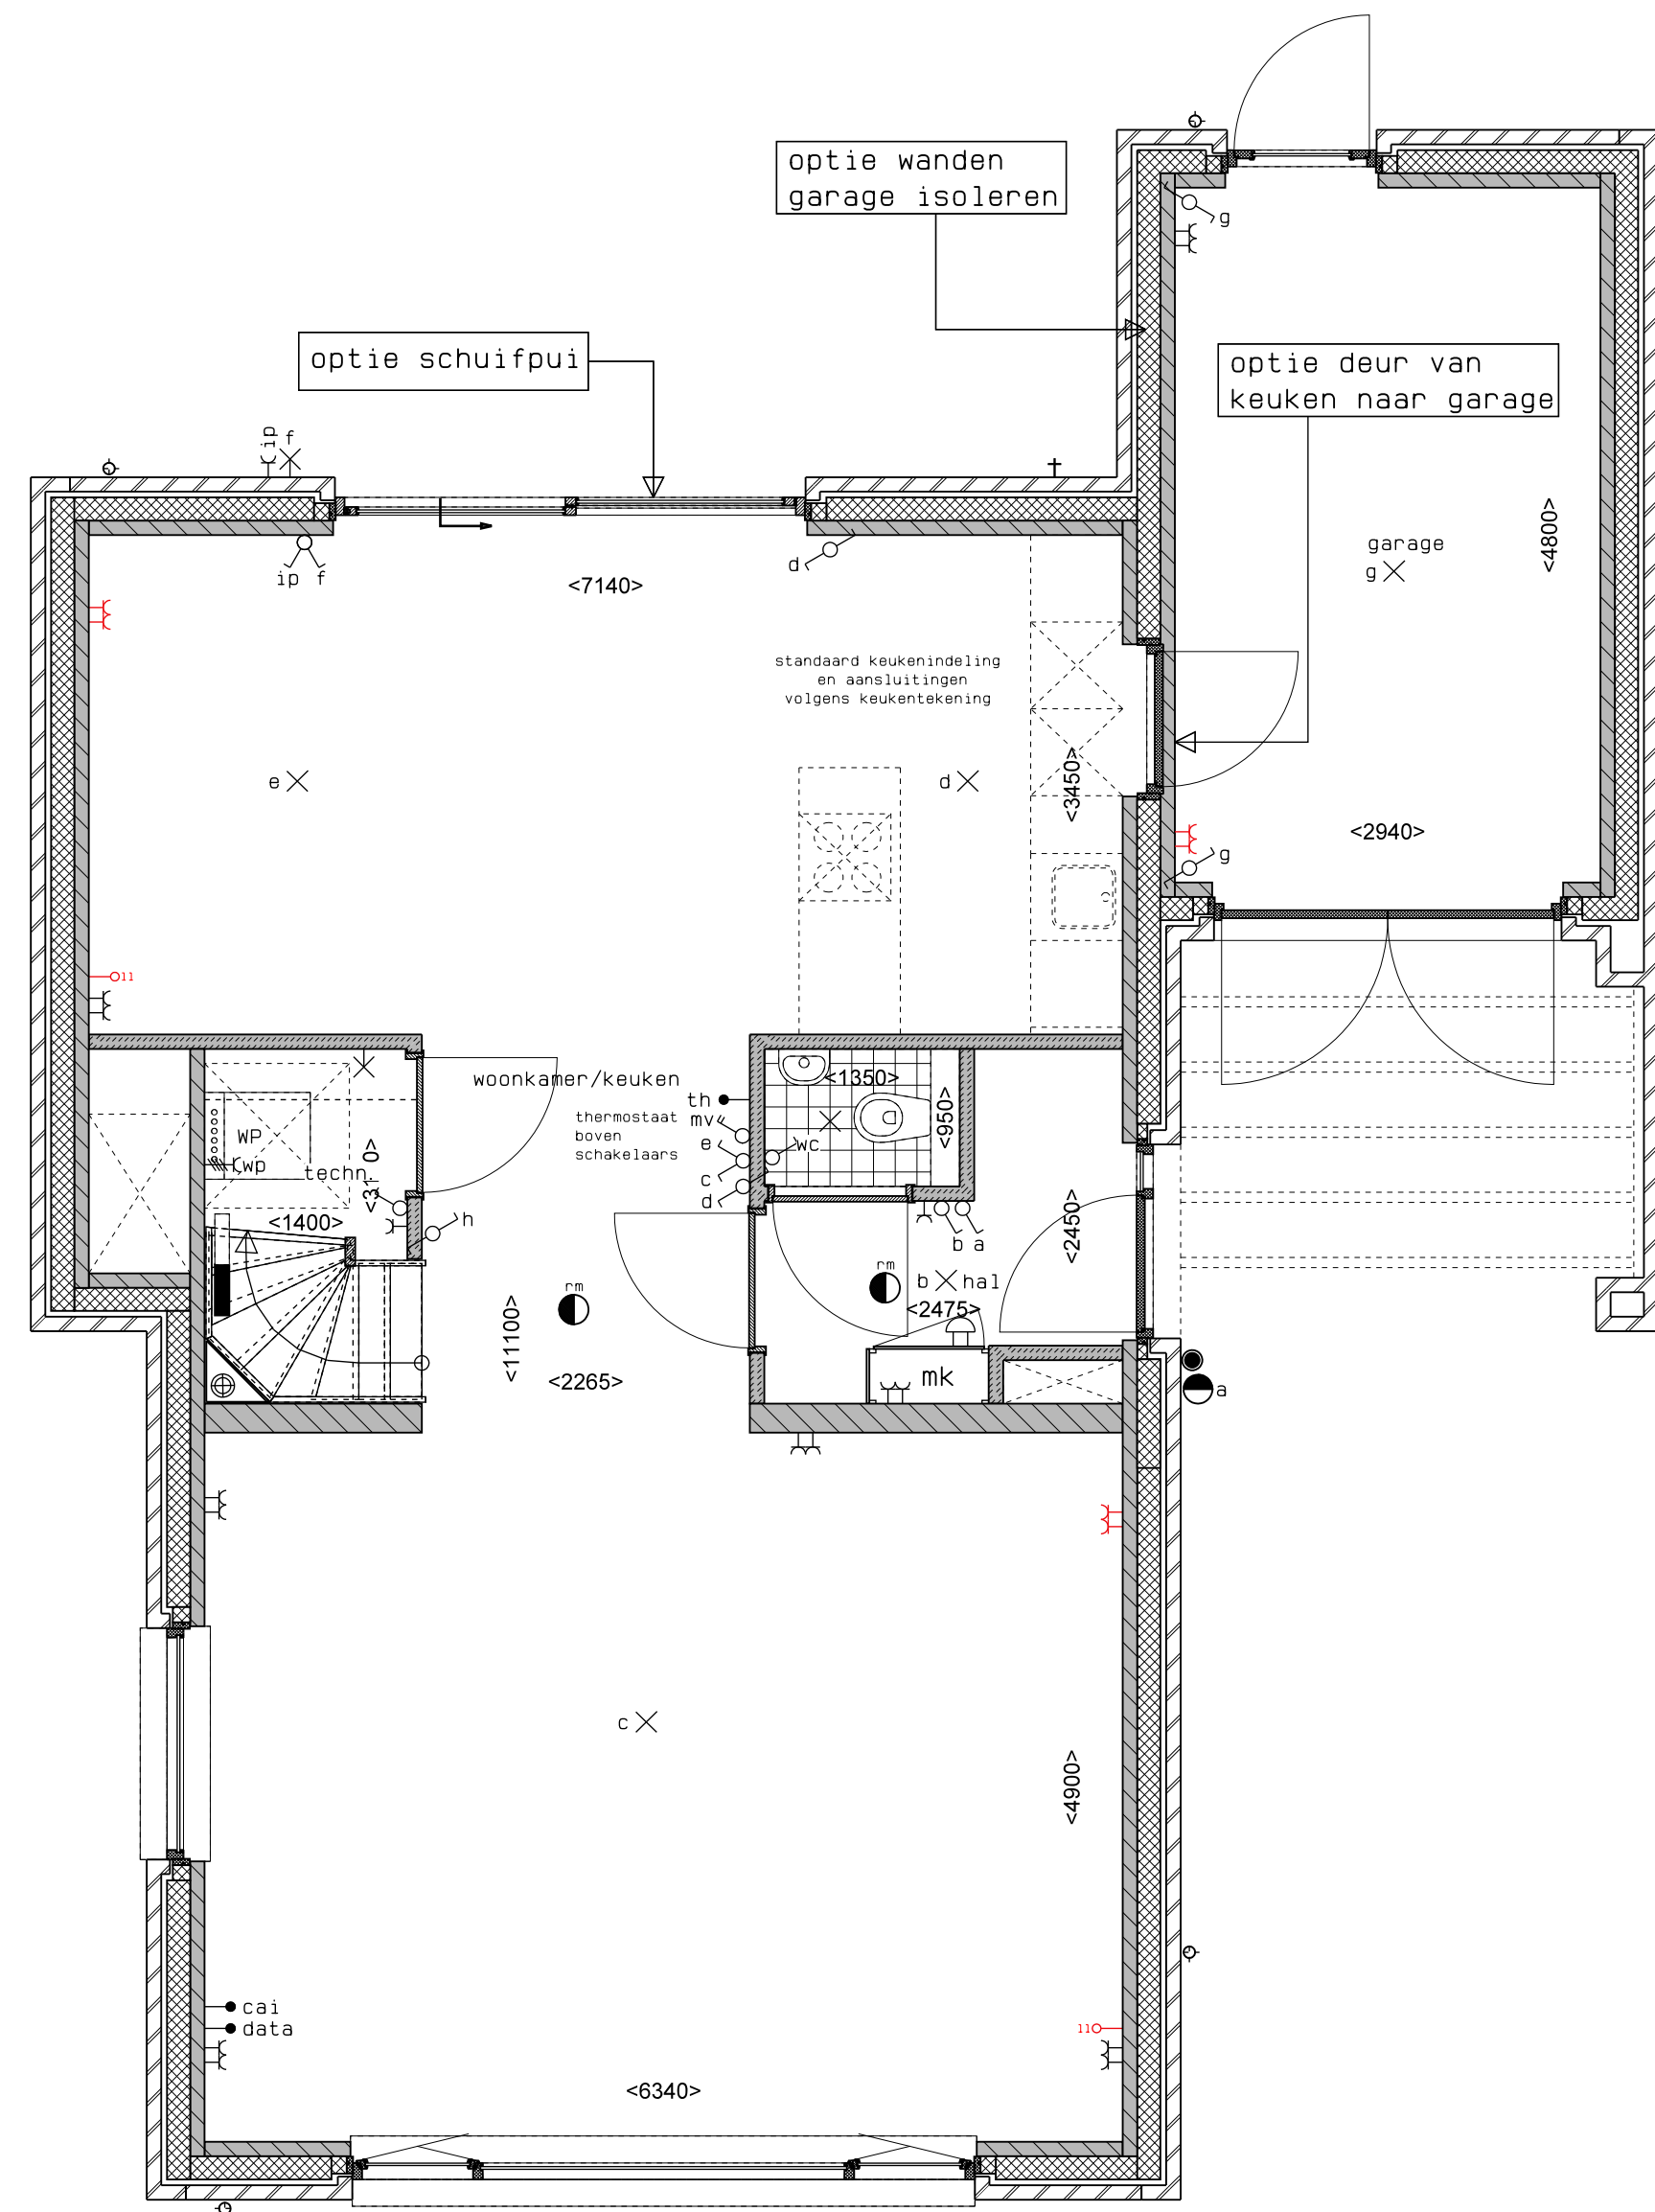 optie wanden
garage isoleren
g
optie schuifpui
optie deur van
keuken naar garage
ip
f
<4800>
garage
g
ip f
d
<7140>
standaard keukenindeling
en aansluitingen
volgens keukentekening
e
d
<3450>
<2940>
g
11
woonkamer/keuken
<1350>
th
thermostaat
boven
schakelaars
mv
<950>
WP
e
wc
wp
techn.
c
d
<1400>
h
<2450>
b a
rm
rm
b
hal
<2475>
<11100>
<2265>
mk
a
c
<4900>
cai
data
11
<6340>